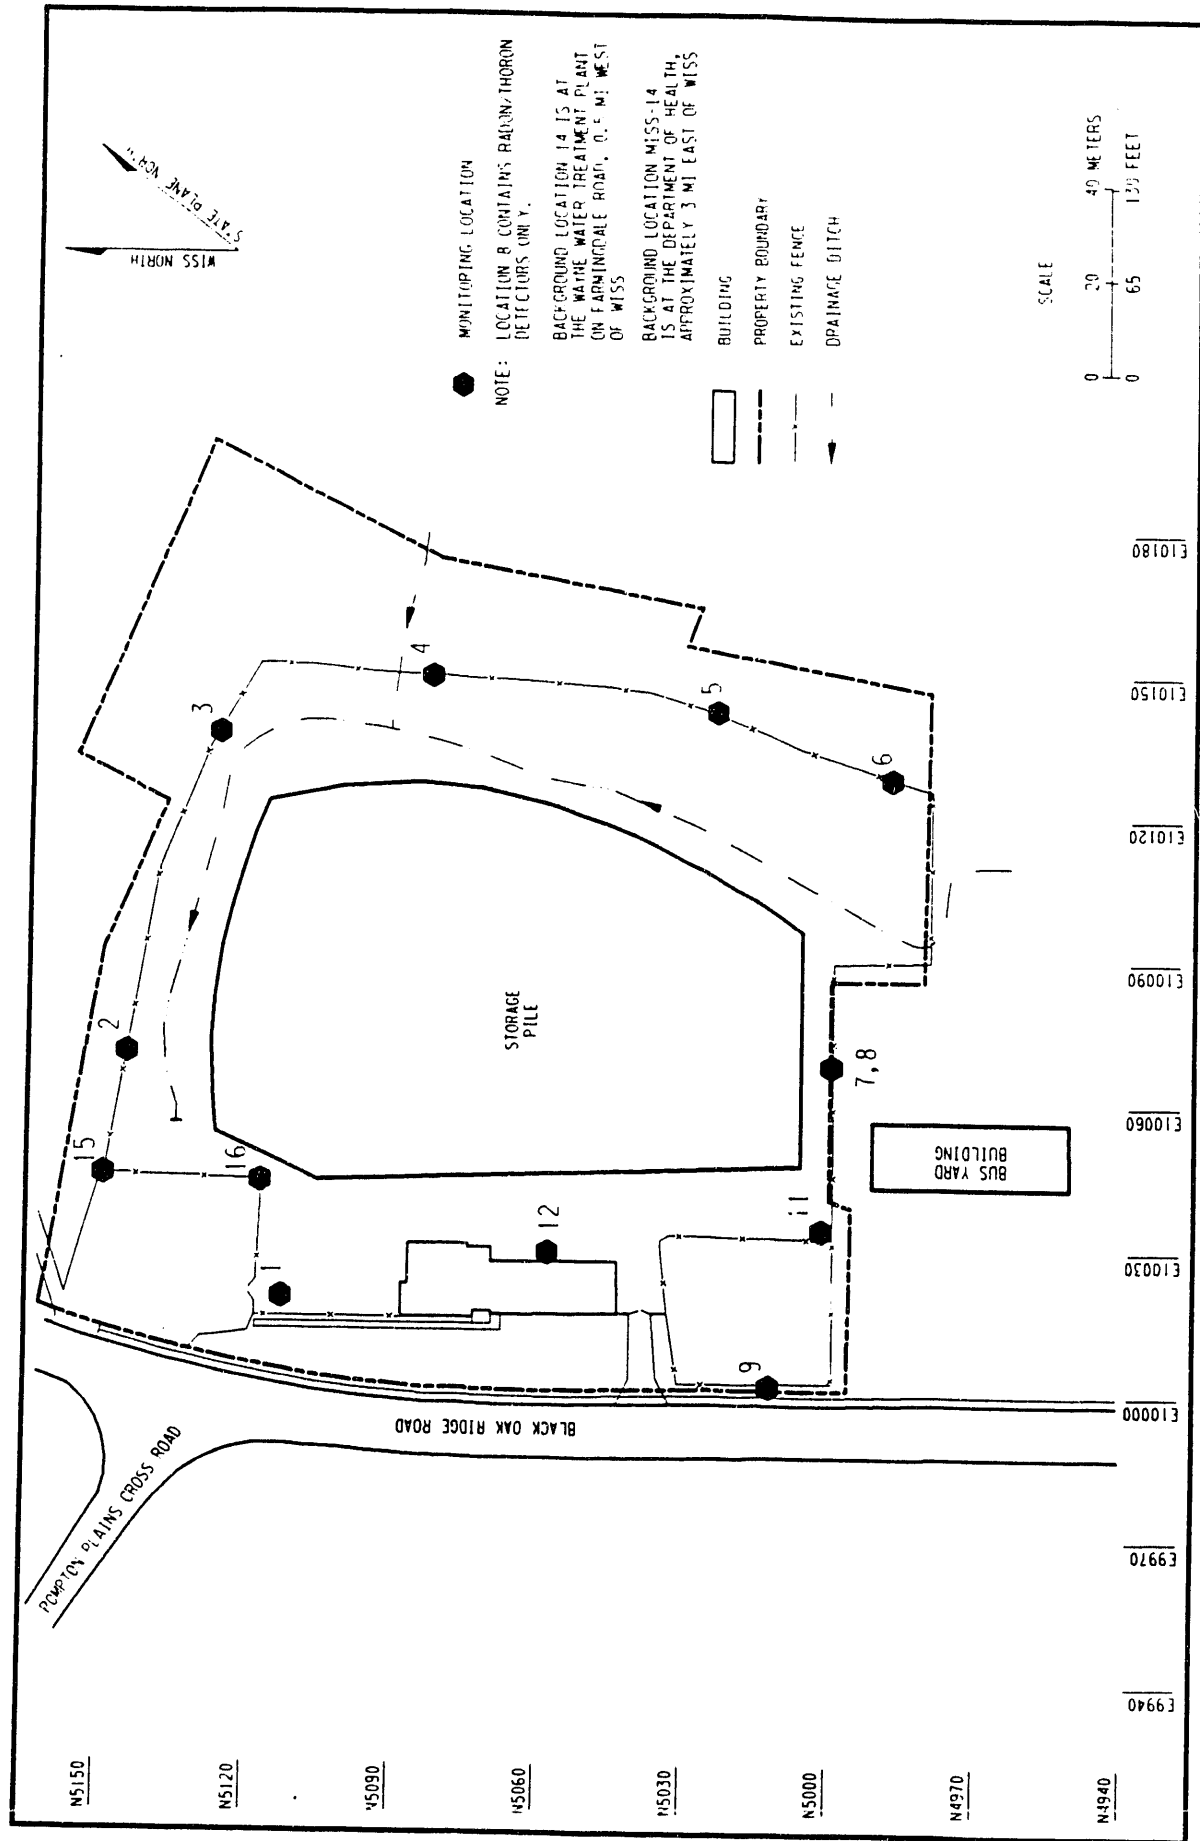 WISS NORTH
STATE PLANE
MONITORING LOCATION
NOTE: LOCATION 8 CONTAINS RADON/THORON
DETECTORS ONLY.
BACKGROUND LOCATION 14 IS AT
THE WAYNE WATER TREATMENT PLANT
ON FARMINGDALE ROAD, 0.5 MI WEST
OF WISS
BACKGROUND LOCATION MISS-14
IS AT THE DEPARTMENT OF HEALTH,
APPROXIMATELY 3 MI EAST OF WISS
BUILDING
PROPERTY BOUNDARY
EXISTING FENCE
DRAINAGE DITCH
SCALE
0 20 40 METERS
0 65 130 FEET
POMPTON PLAINS CROSS ROAD
BLACK OAK RIDGE ROAD
STORAGE
PILE
BUS YARD
BUILDING
15
2
3
4
5
6
7,8
16
1
12
11
9
N5150
N5120
N5090
N5060
N5030
N5000
N4970
N4940
E9940
E9970
E10000
E10030
E10060
E10090
E10120
E10150
E10180